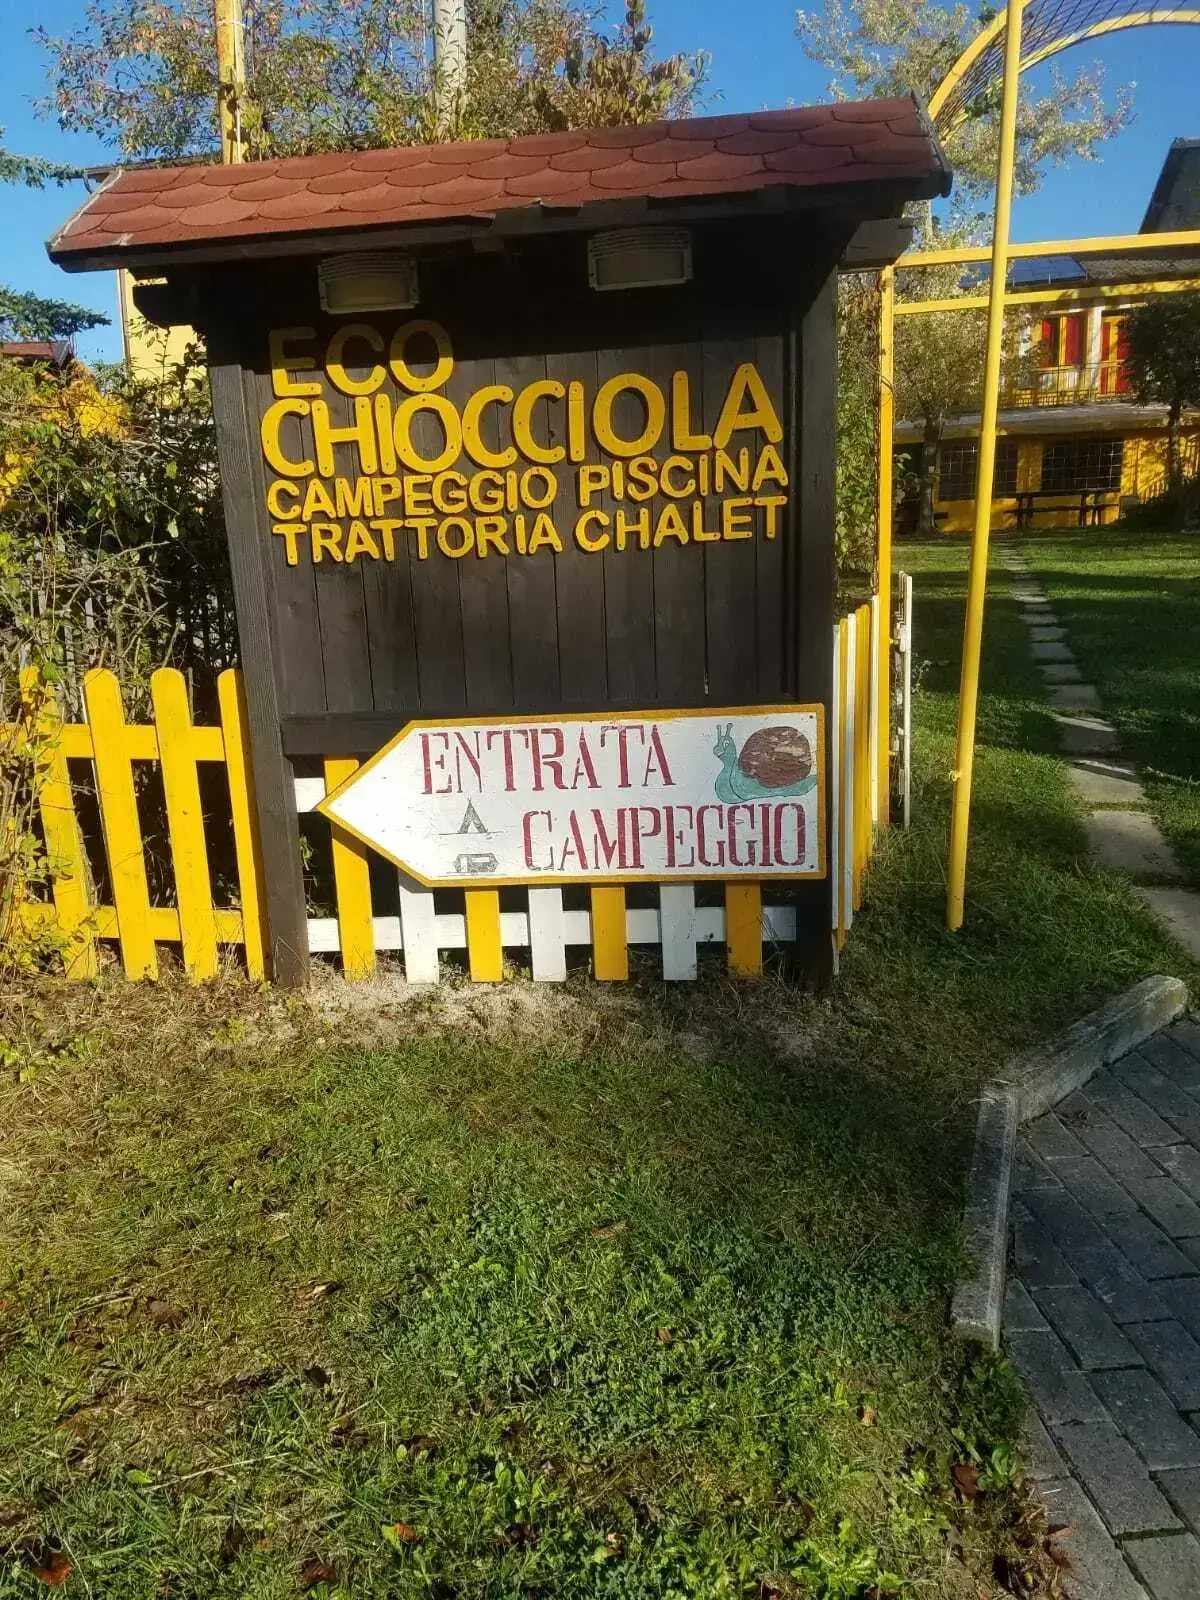 ECO
CHIOCCIOLA
CAMPEGGIO PISCINA
TRATTORIA CHALET
ENTRATA
CAMPEGGIO